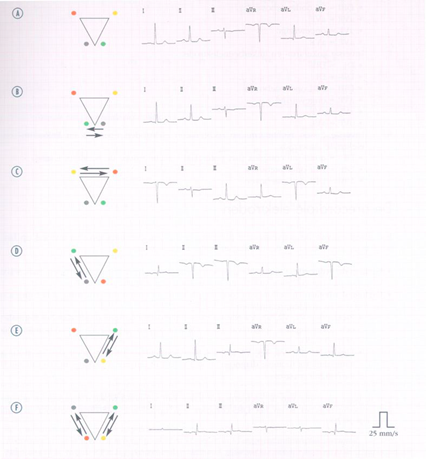 A
I II III aVR aVL aVF
B
I II III aVR aVL aVF
C
I II III aVR aVL aVF
D
I II III aVR aVL aVF
E
I II III aVR aVL aVF
F
I II III aVR aVL aVF
25 mm/s